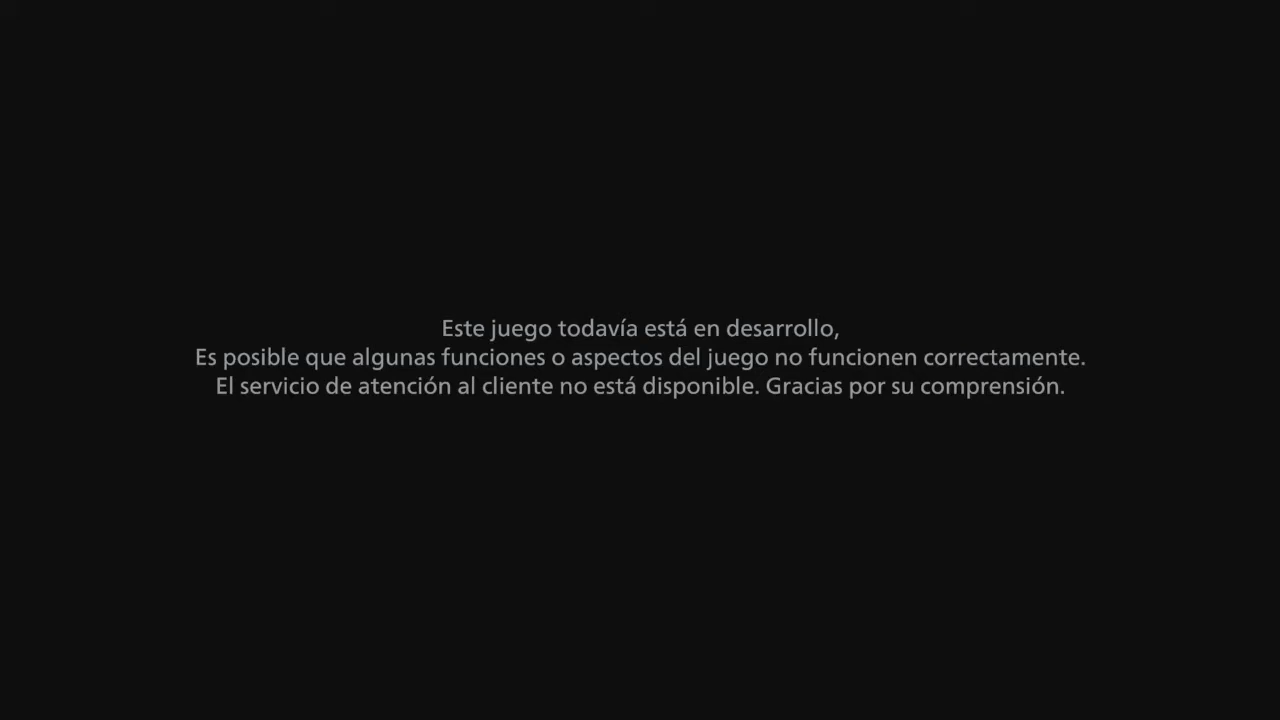 Este juego todavía está en desarrollo,
Es posible que algunas funciones o aspectos del juego no funcionen correctamente.
El servicio de atención al cliente no está disponible. Gracias por su comprensión.